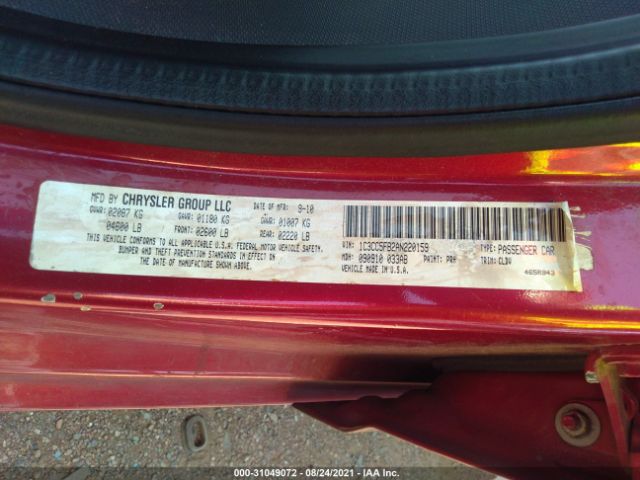 MFD BY CHRYSLER GROUP LLC DATE OF MFR: 9-10
GVWR: 02087 KG GAWR: 01180 KG GAWR: 01007 KG
04600 LB FRONT: 02600 LB REAR: 02220 LB
THIS VEHICLE CONFORMS TO ALL APPLICABLE U.S.A. FEDERAL MOTOR VEHICLE SAFETY,
BUMPER AND THEFT PREVENTION STANDARDS IN EFFECT ON
THE DATE OF MANUFACTURE SHOWN ABOVE.
VIN: 1C3CC5FB2AN220159 TYPE: PASSENGER CAR
MDH: 090910 033AB PAINT: PRH TRIM: CLDV
MADE IN U.S.A. 4658R943
000-31049072 - 08/24/2021 - IAA Inc.